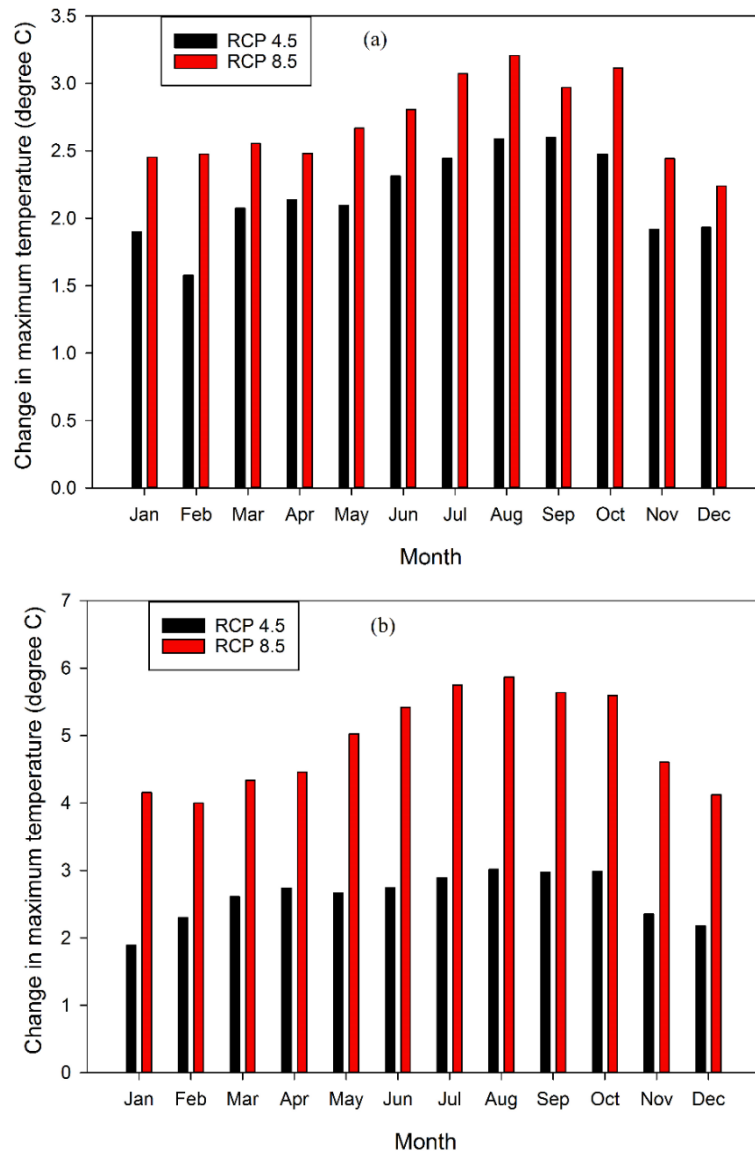 (a)
RCP 4.5
RCP 8.5
Change in maximum temperature (degree C)
3.5
3.0
2.5
2.0
1.5
1.0
0.5
0.0
Jan Feb Mar Apr May Jun Jul Aug Sep Oct Nov Dec
Month
(b)
RCP 4.5
RCP 8.5
Change in maximum temperature (degree C)
7
6
5
4
3
2
1
0
Jan Feb Mar Apr May Jun Jul Aug Sep Oct Nov Dec
Month